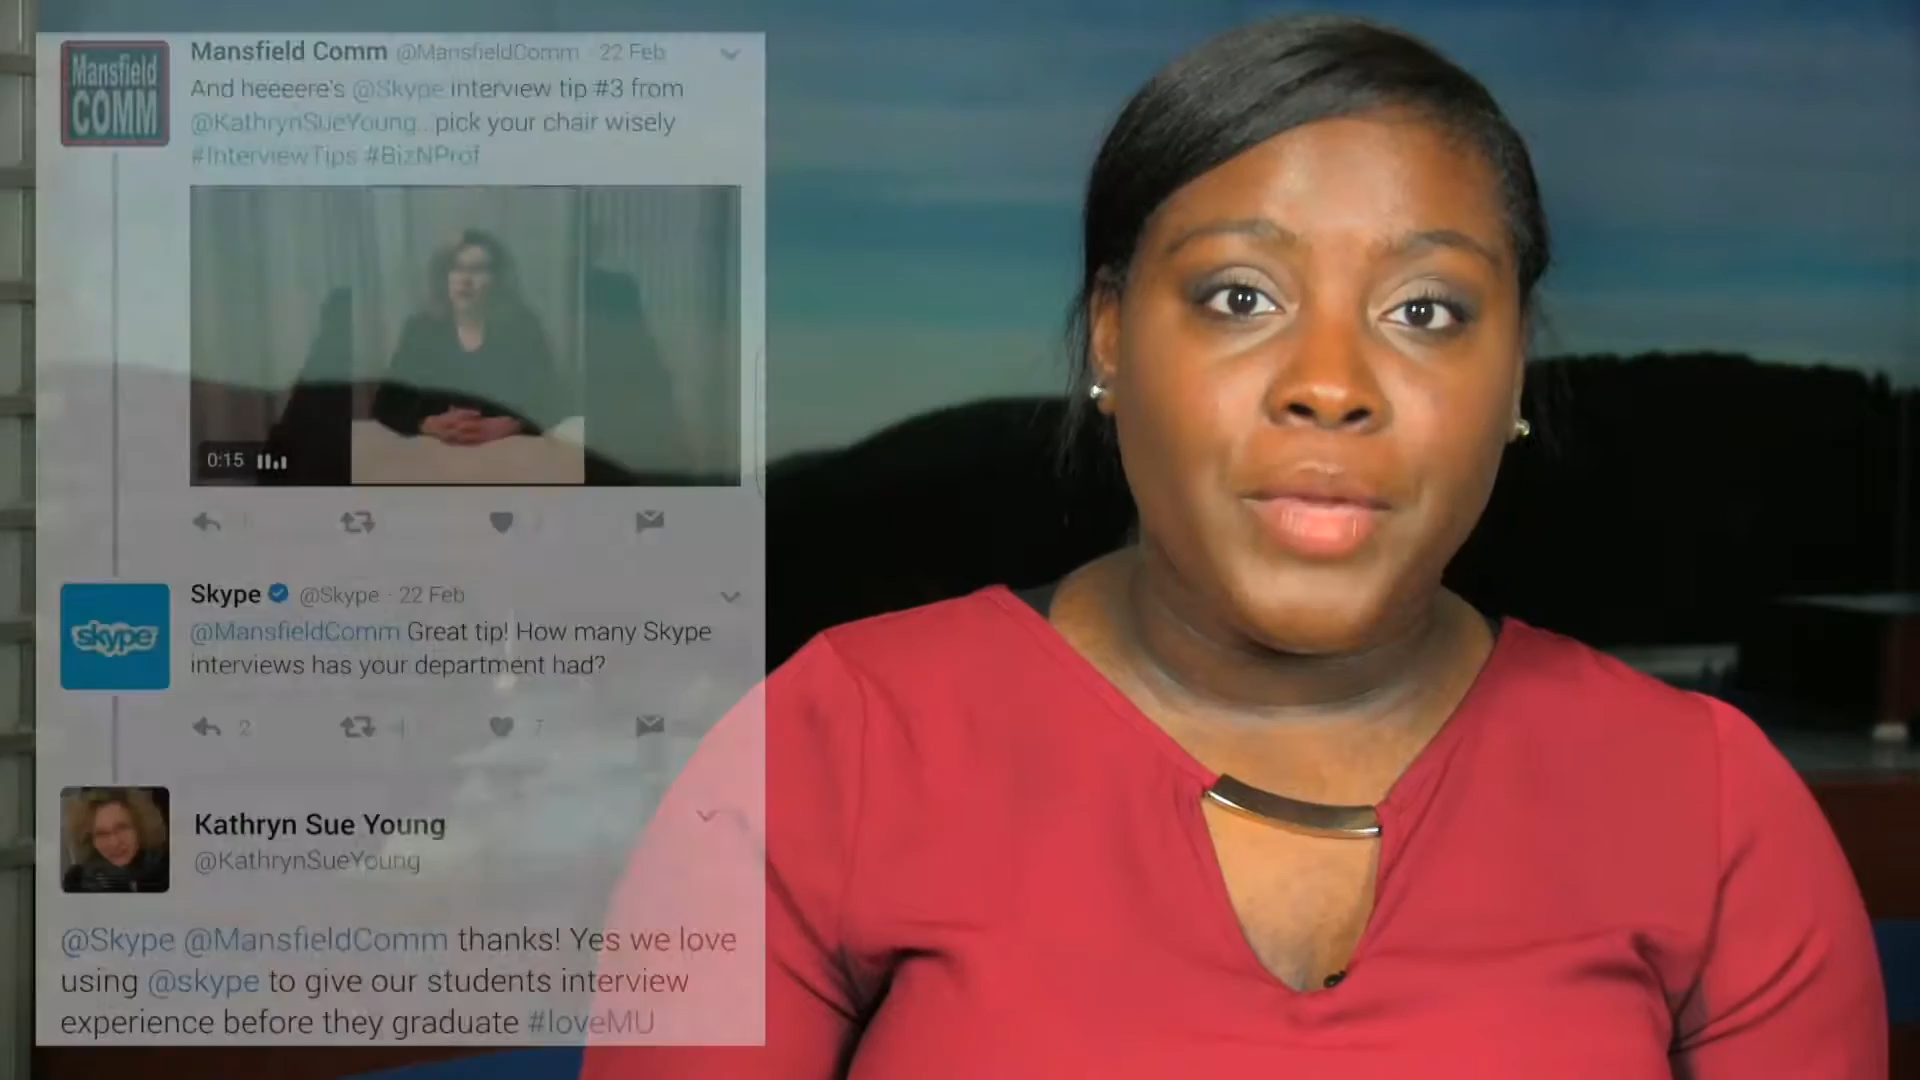 Mansfield Comm @MansfieldComm · 22 Feb
Mansfield
COMM
And heeeere's @Skype interview tip #3 from
@KathrynSueYoung...pick your chair wisely
#InterviewTips #BizNProf
0:15
Skype @Skype · 22 Feb
skype
@MansfieldComm Great tip! How many Skype
interviews has your department had?
2 4 7
Kathryn Sue Young
@KathrynSueYoung
@Skype @MansfieldComm thanks! Yes we love
using @skype to give our students interview
experience before they graduate #loveMU